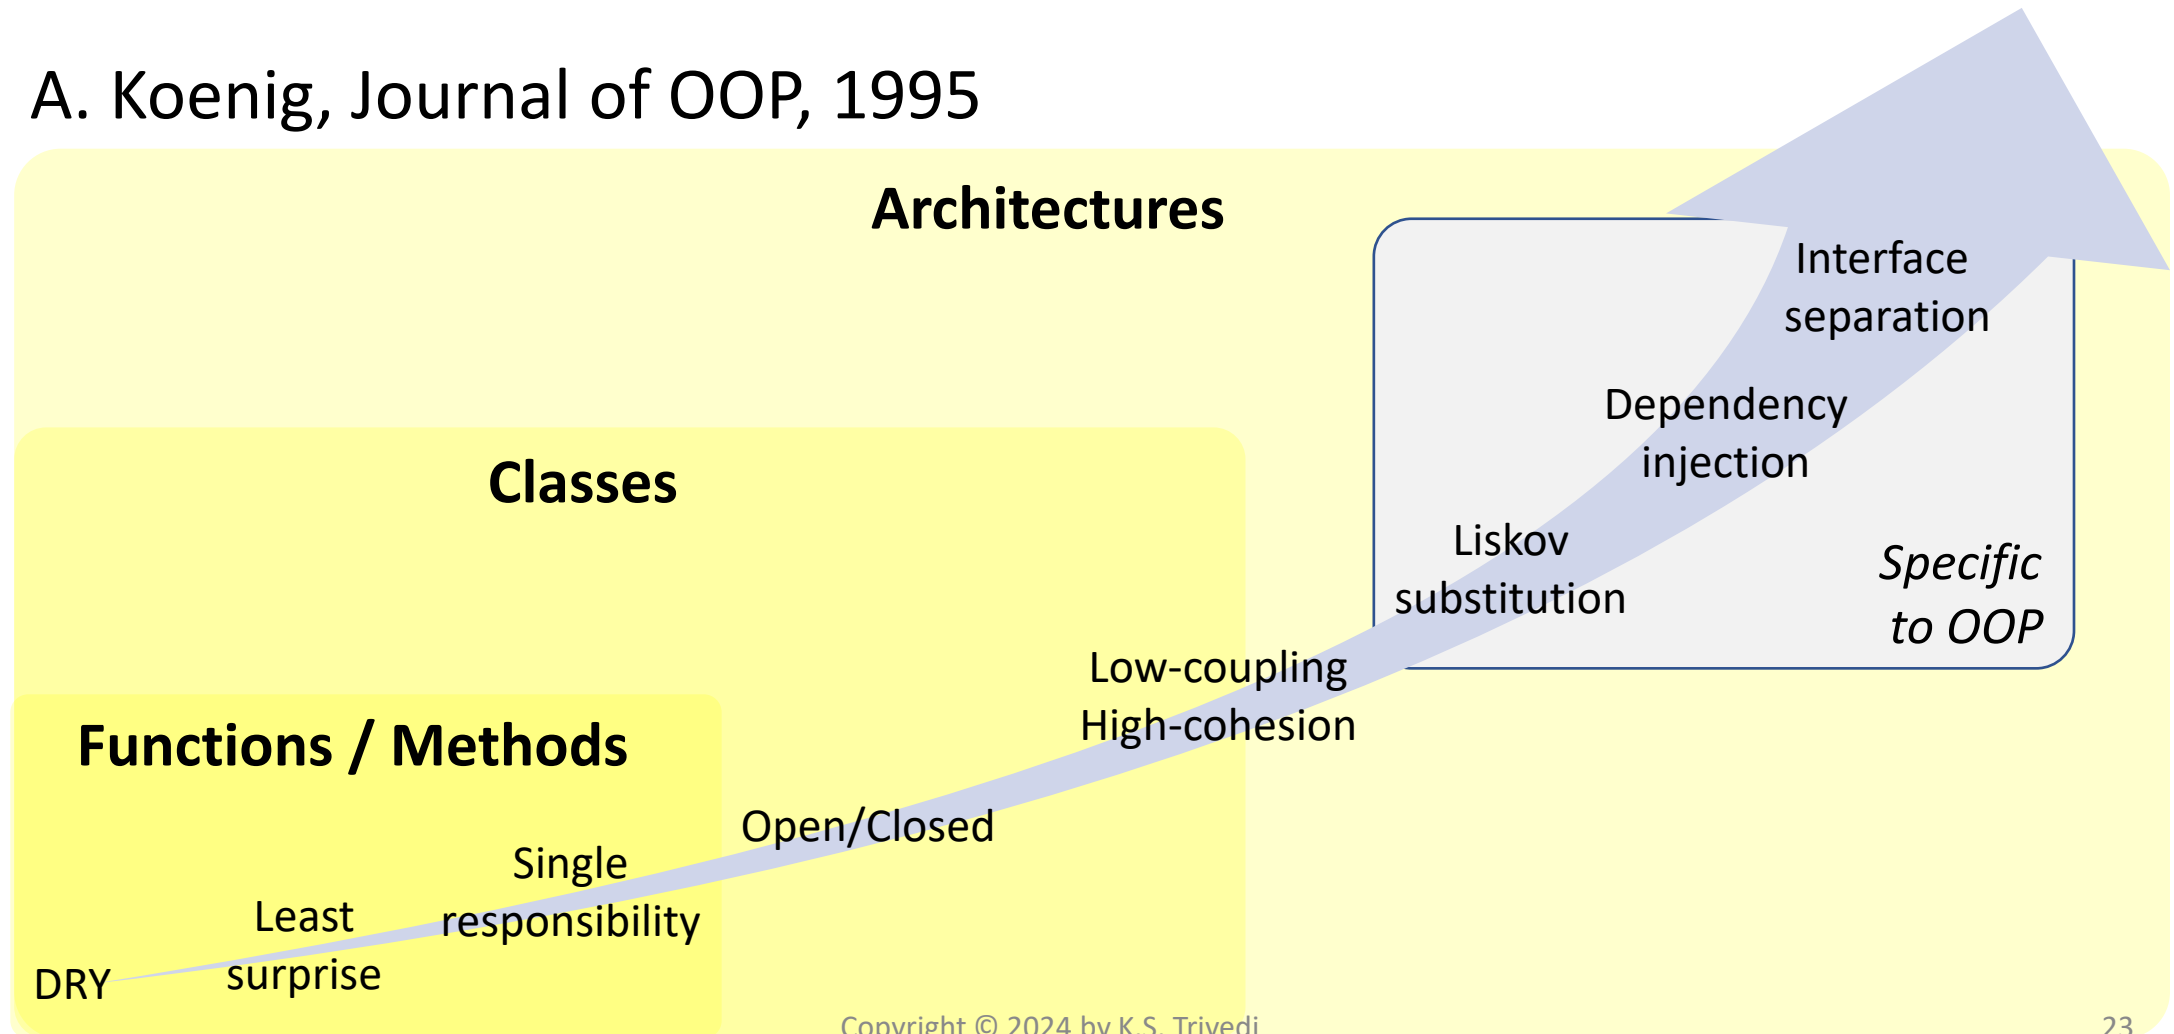 A. Koenig, Journal of OOP, 1995
Architectures
Interface
separation
Dependency
injection
Classes
Liskov
substitution
Specific
to OOP
Low-coupling
High-cohesion
Functions / Methods
Open/Closed
Single
responsibility
Least
surprise
DRY
Copyright © 2024 by K.S. Trivedi
23